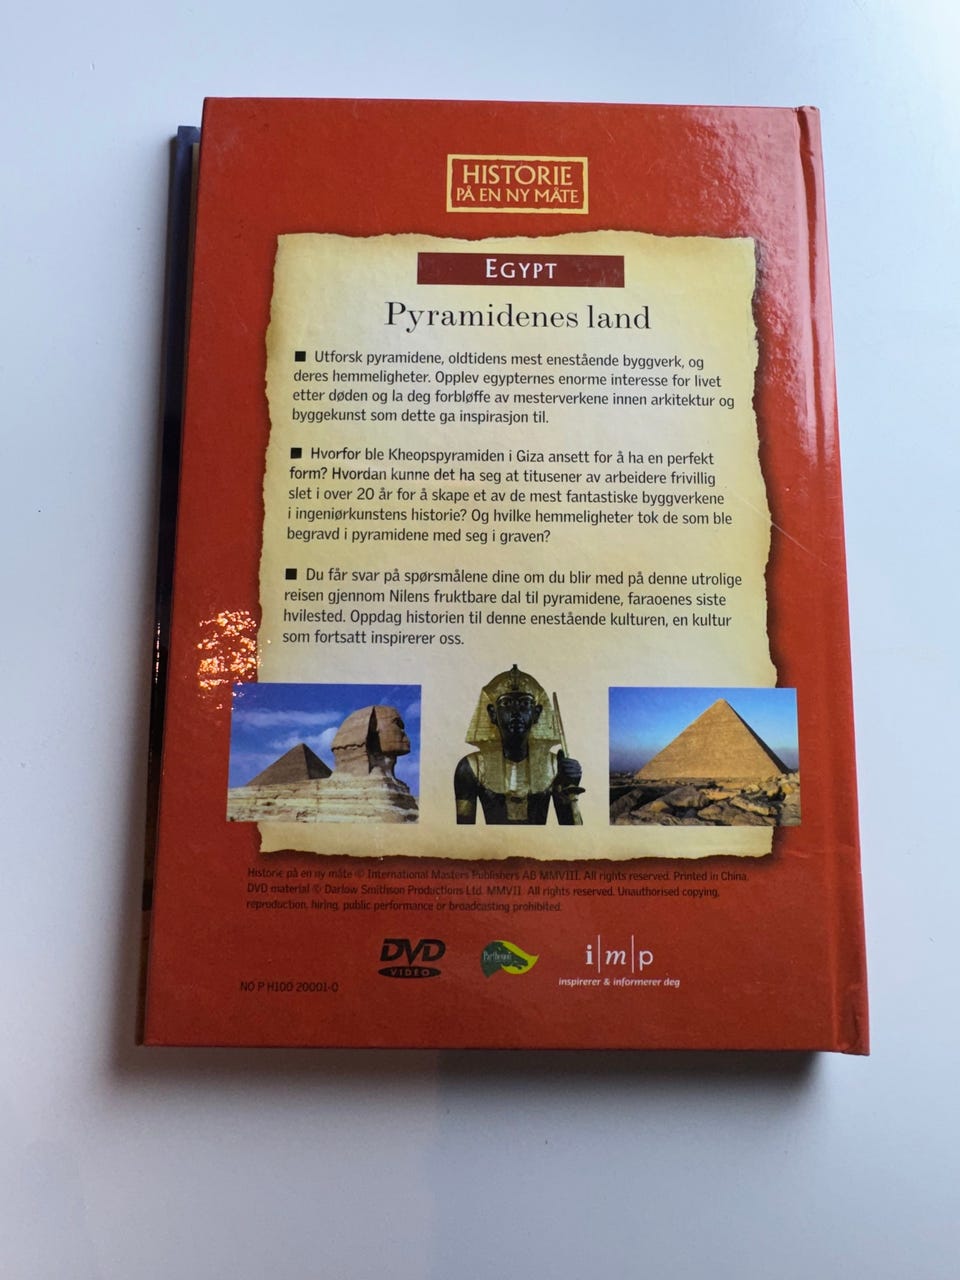 HISTORIE
PÅ EN NY MÅTE
EGYPT
Pyramidenes land
■ Utforsk pyramidene, oldtidens mest enestående byggverk, og
deres hemmeligheter. Opplev egypternes enorme interesse for livet
etter døden og la deg forbløffe av mesterverkene innen arkitektur og
byggekunst som dette ga inspirasjon til.
■ Hvorfor ble Kheopspyramiden i Giza ansett for å ha en perfekt
form? Hvordan kunne det ha seg at titusener av arbeidere frivillig
slet i over 20 år for å skape et av de mest fantastiske byggverkene
i ingeniørkunstens historie? Og hvilke hemmeligheter tok de som ble
begravd i pyramidene med seg i graven?
■ Du får svar på spørsmålene dine om du blir med på denne utrolige
reisen gjennom Nilens fruktbare dal til pyramidene, faraoenes siste
hvilested. Oppdag historien til denne enestående kulturen, en kultur
som fortsatt inspirerer oss.
Historie på en ny måte © International Masters Publishers AB MMVIII. All rights reserved. Printed in China.
DVD material © Darlow Smithson Productions Ltd. MMVII. All rights reserved. Unauthorised copying,
reproduction, hiring, public performance or broadcasting prohibited.
DVD
VIDEO
Parthenon
i|m|p
inspirerer & informerer deg
NO P H100 20001-0